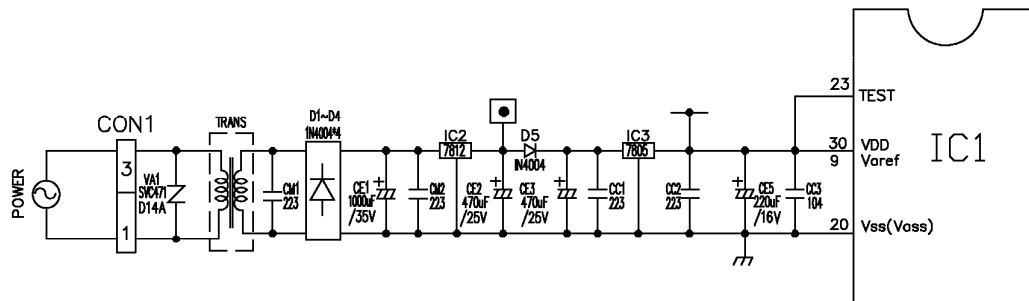 POWER
CON1
3
1
VA1
SVC471
D14A
TRANS
CM1
223
D1~D4
1N4004*4
CE1
1000uF
/35V
CM2
223
IC2
7812
CE2
470uF
/25V
D5
IN4004
CE3
470uF
/25V
CC1
223
IC3
7805
CC2
223
CE5
220uF
/16V
CC3
104
23
TEST
30
VDD
9
Varef
20
Vss(Vass)
IC1